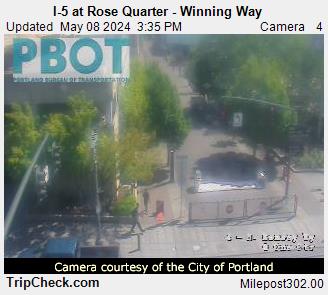 I-5 at Rose Quarter - Winning Way
Updated May 08 2024 3:35 PM Camera 4
PBOT
PORTLAND BUREAU OF TRANSPORTATION
Camera courtesy of the City of Portland
TripCheck.com Milepost302.00